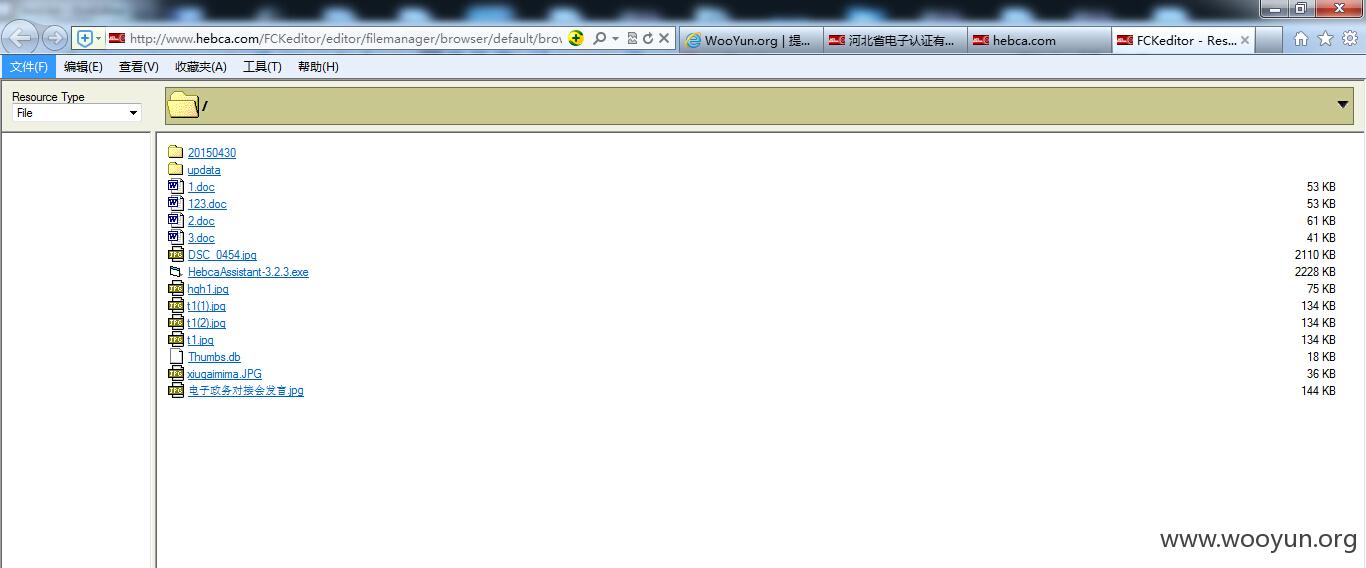 http://www.hebca.com/FCKeditor/editor/filemanager/browser/default/brov
WooYun.org | 提...
河北省电子认证有...
hebca.com
FCKeditor - Res...
文件(F) 编辑(E) 查看(V) 收藏夹(A) 工具(T) 帮助(H)
Resource Type
File
/
20150430
updata
1.doc 53 KB
123.doc 53 KB
2.doc 61 KB
3.doc 41 KB
DSC_0454.jpg 2110 KB
HebcaAssistant-3.2.3.exe 2228 KB
hgh1.jpg 75 KB
t1(1).jpg 134 KB
t1(2).jpg 134 KB
t1.jpg 134 KB
Thumbs.db 18 KB
xiugaimima.JPG 36 KB
电子政务对接会发言.jpg 144 KB
www.wooyun.org